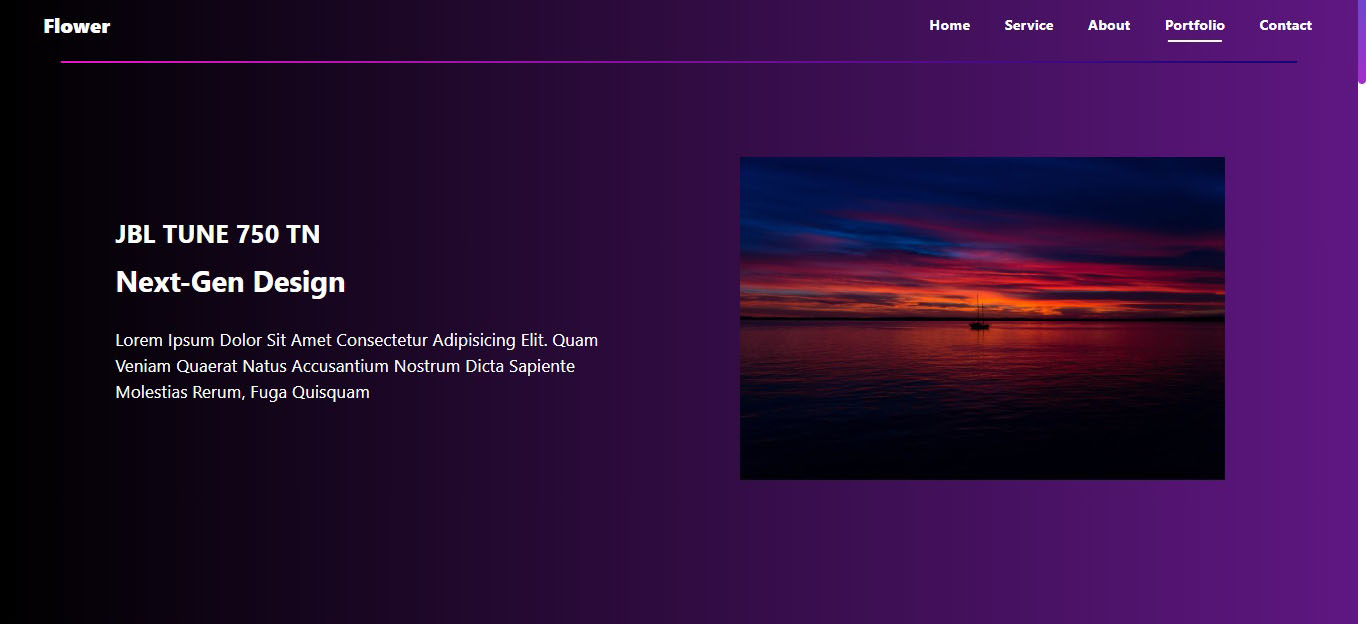 Flower
Home Service About Portfolio Contact
JBL TUNE 750 TN
Next-Gen Design
Lorem Ipsum Dolor Sit Amet Consectetur Adipisicing Elit. Quam
Veniam Quaerat Natus Accusantium Nostrum Dicta Sapiente
Molestias Rerum, Fuga Quisquam